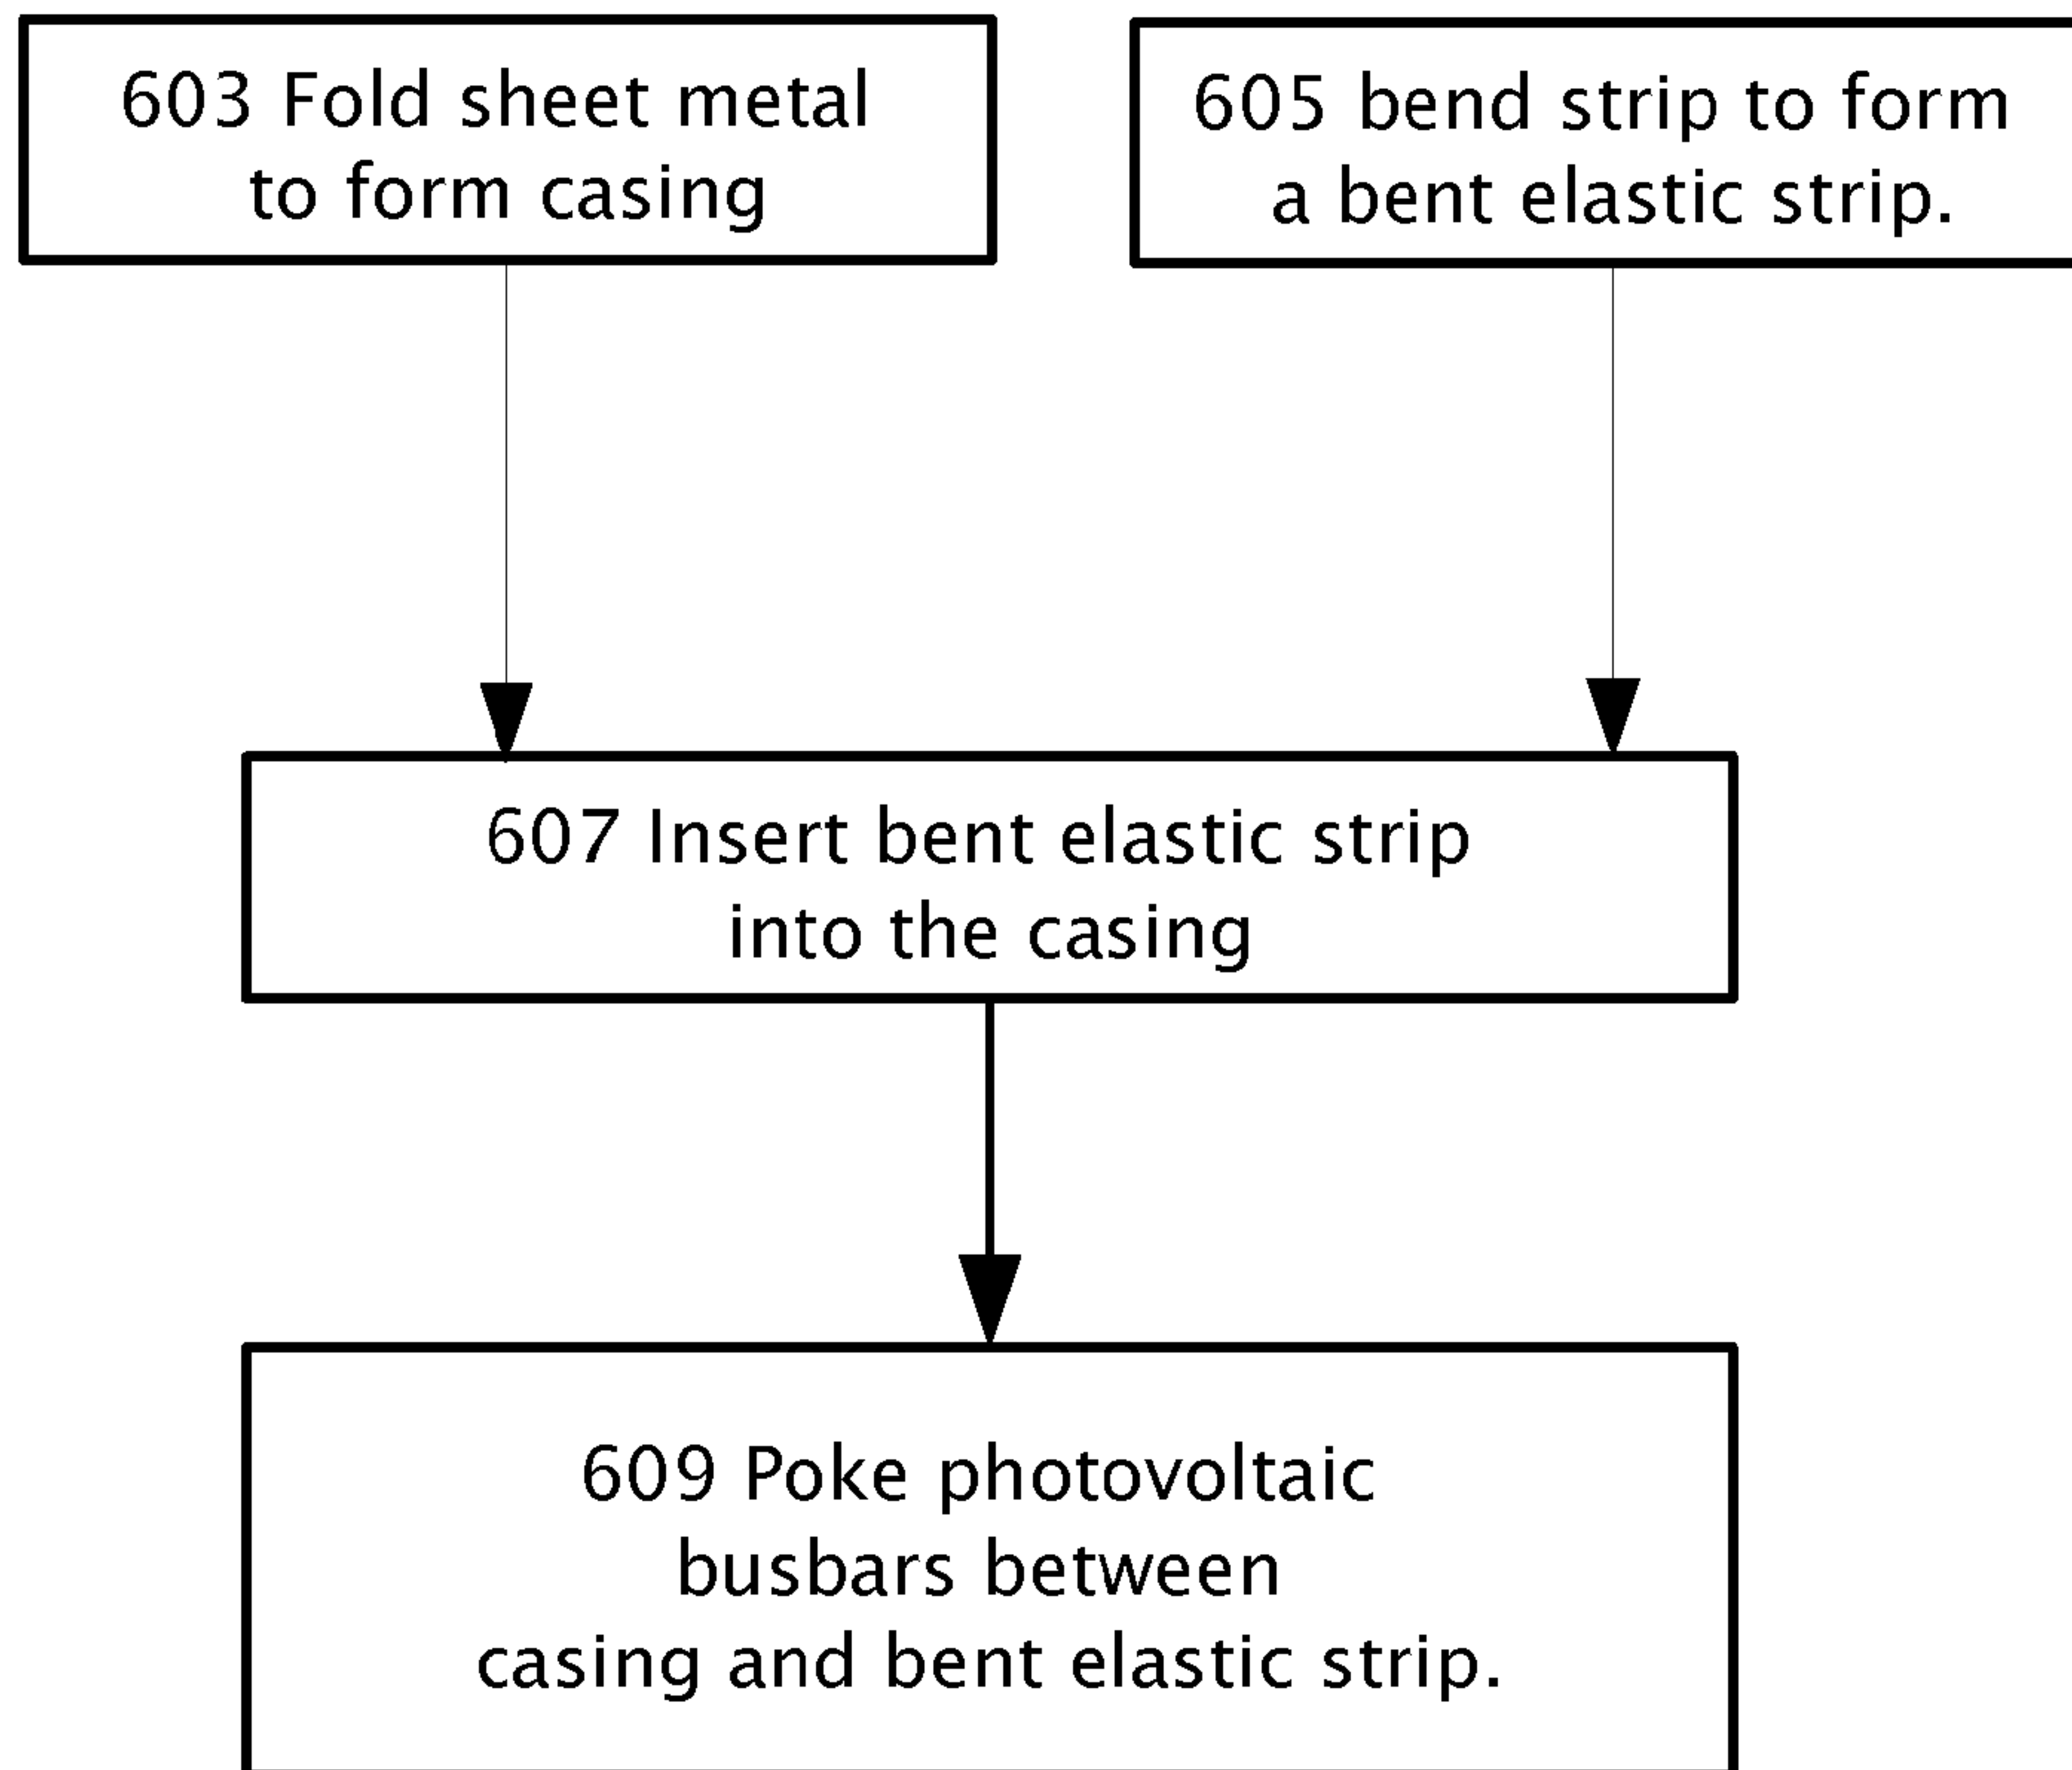 603 Fold sheet metal
to form casing
605 bend strip to form
a bent elastic strip.
607 Insert bent elastic strip
into the casing
609 Poke photovoltaic
busbars between
casing and bent elastic strip.